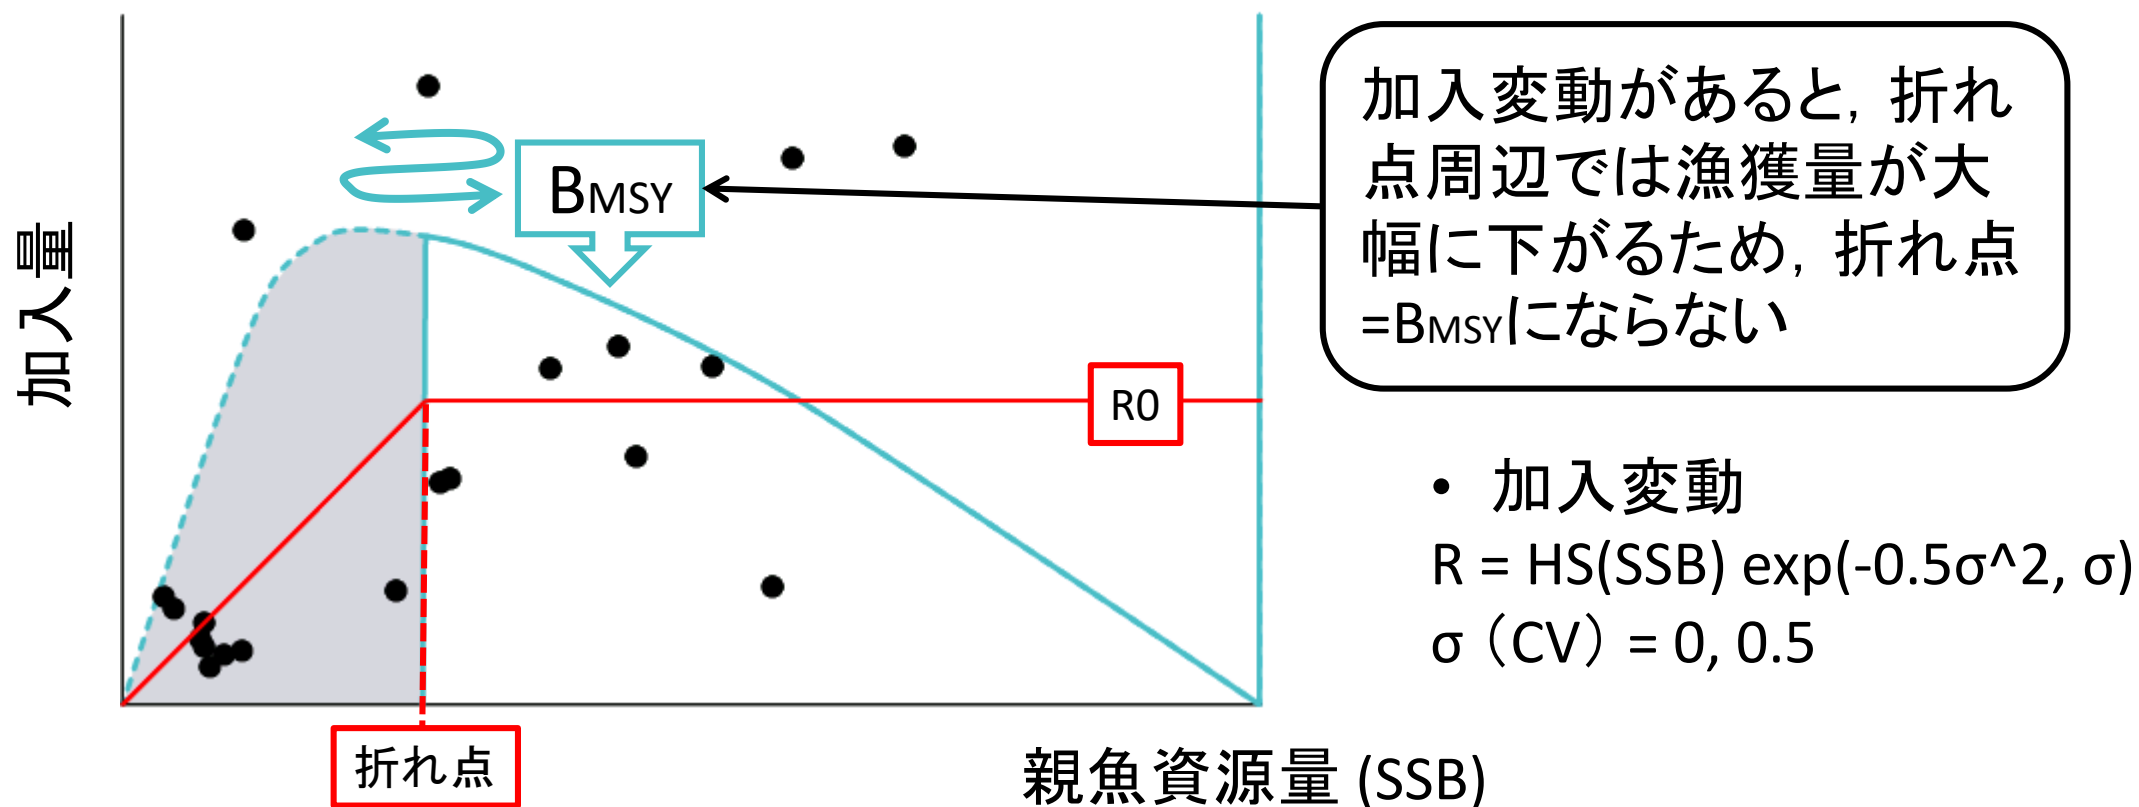 加入量
BMSY
加入変動があると，折れ
点周辺では漁獲量が大
幅に下がるため，折れ点
=BMSYにならない
R0
• 加入変動
R = HS(SSB) exp(-0.5σ^2, σ)
σ（CV）= 0, 0.5
折れ点
親魚資源量 (SSB)